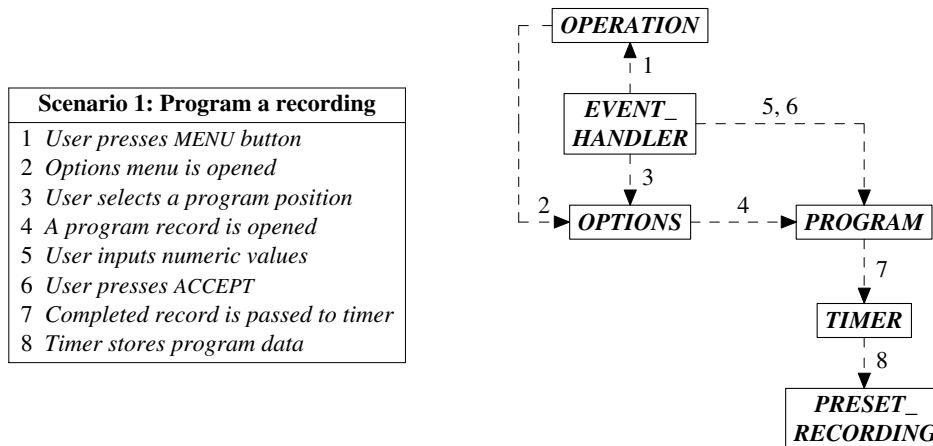 Scenario 1: Program a recording
1 User presses MENU button
2 Options menu is opened
3 User selects a program position
4 A program record is opened
5 User inputs numeric values
6 User presses ACCEPT
7 Completed record is passed to timer
8 Timer stores program data
OPERATION
1
EVENT_
HANDLER
5, 6
3
2
OPTIONS
4
PROGRAM
7
TIMER
8
PRESET_
RECORDING